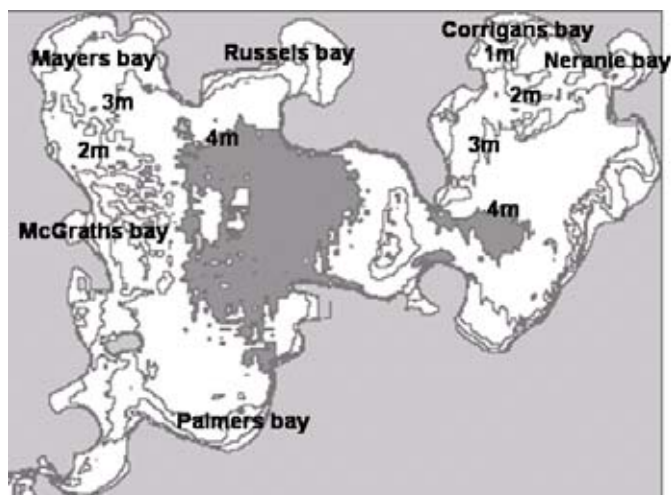 Corrigans bay
Mayers bay
Russels bay
1m
Neranie bay
3m
2m
4m
2m
3m
4m
McGraths bay
Palmers bay